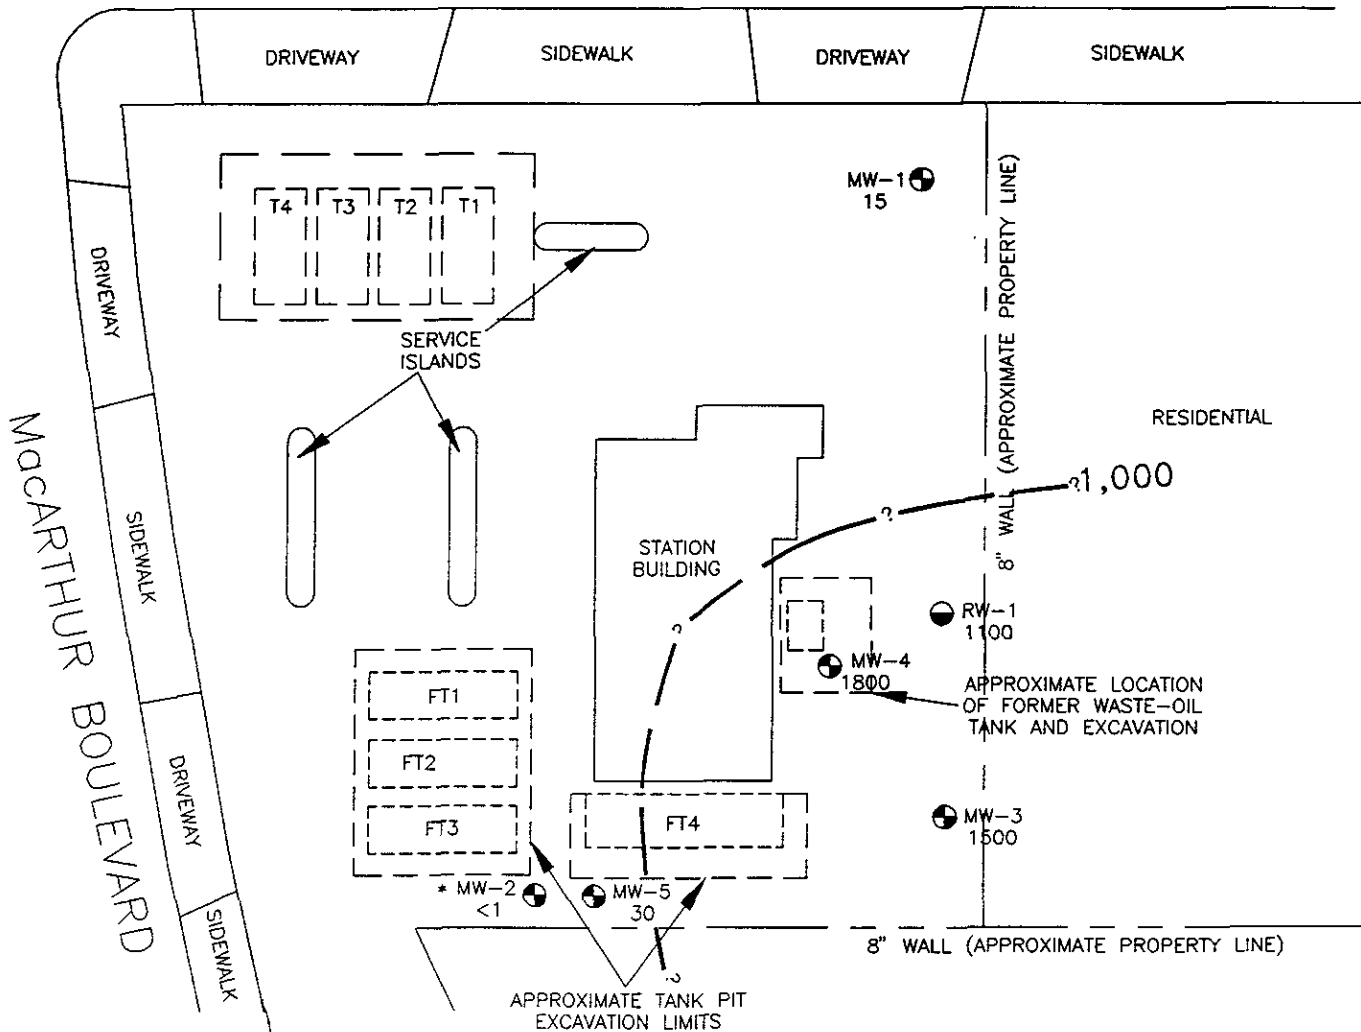 DRIVEWAY
SIDEWALK
DRIVEWAY
SIDEWALK
MW-1
15
T4
T3
T2
T1
DRIVEWAY
SERVICE
ISLANDS
8" WALL (APPROXIMATE PROPERTY LINE)
RESIDENTIAL
?1,000
?
MacARTHUR BOULEVARD
SIDEWALK
STATION
BUILDING
?
RW-1
1100
MW-4
1800
FT1
APPROXIMATE LOCATION
OF FORMER WASTE-OIL
TANK AND EXCAVATION
FT2
DRIVEWAY
FT3
FT4
MW-3
1500
* MW-2
<1
MW-5
30
SIDEWALK
8" WALL (APPROXIMATE PROPERTY LINE)
?
APPROXIMATE TANK PIT
EXCAVATION LIMITS